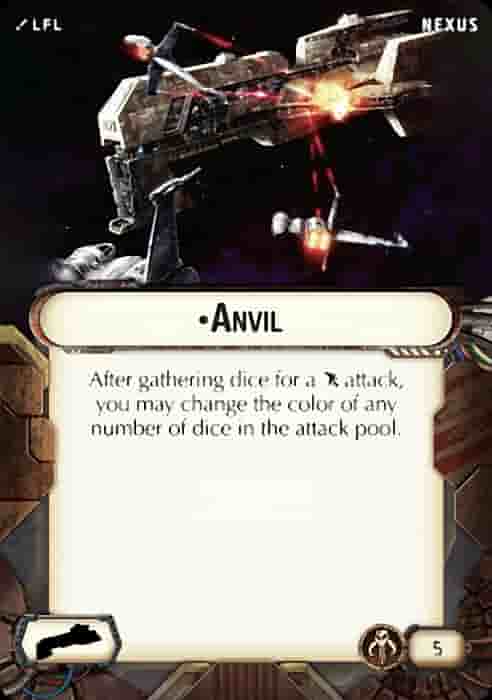 LFL
NEXUS
•ANVIL
After gathering dice for a attack,
you may change the color of any
number of dice in the attack pool.
5